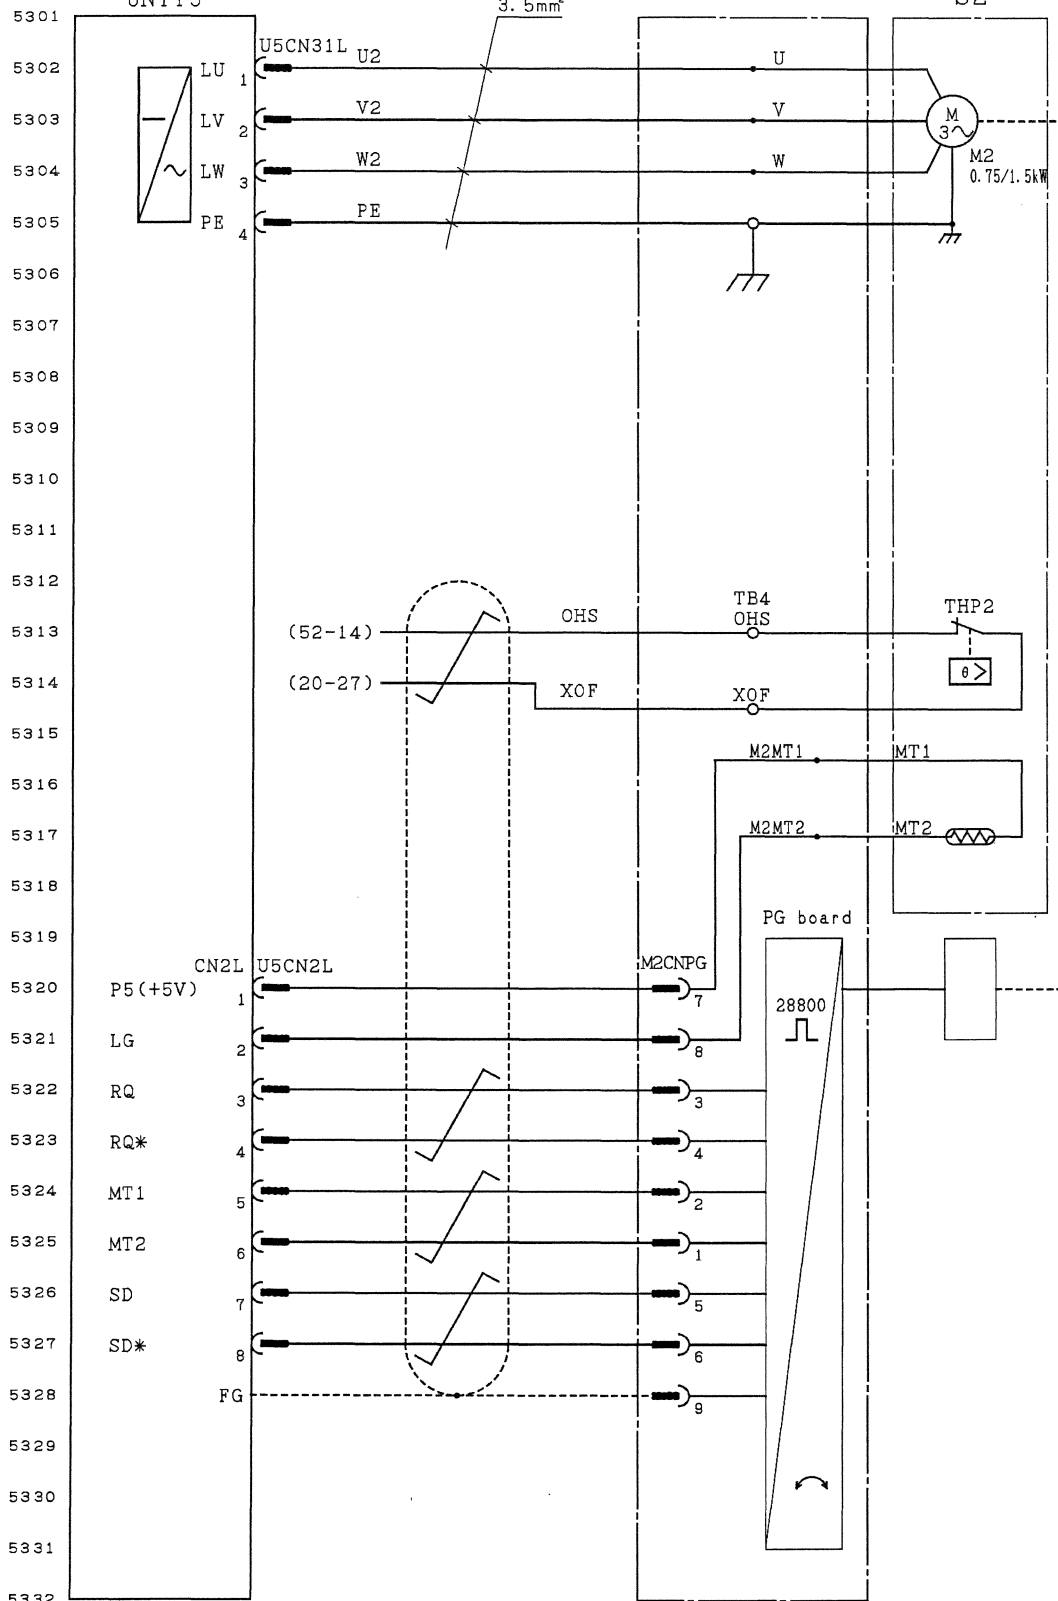 5301
3.5mm²
5302 LU 1 U5CN31L U2 U
5303 LV 2 V2 V M 3
5304 LW 3 W2 W M2
0.75/1.5kW
5305 PE 4 PE
5306
5307
5308
5309
5310
5311
5312
TB4 THP2
5313 (52-14) OHS OHS
5314 (20-27) XOF XOF θ>
5315
M2MT1 MT1
5316
5317 M2MT2 MT2
5318
5319 PG board
CN2L U5CN2L M2CNPG
5320 P5(+5V) 1 7 28800
5321 LG 2 8
5322 RQ 3 3
5323 RQ* 4 4
5324 MT1 5 2
5325 MT2 6 1
5326 SD 7 5
5327 SD* 8 6
5328 FG 9
5329
5330
5331
5332